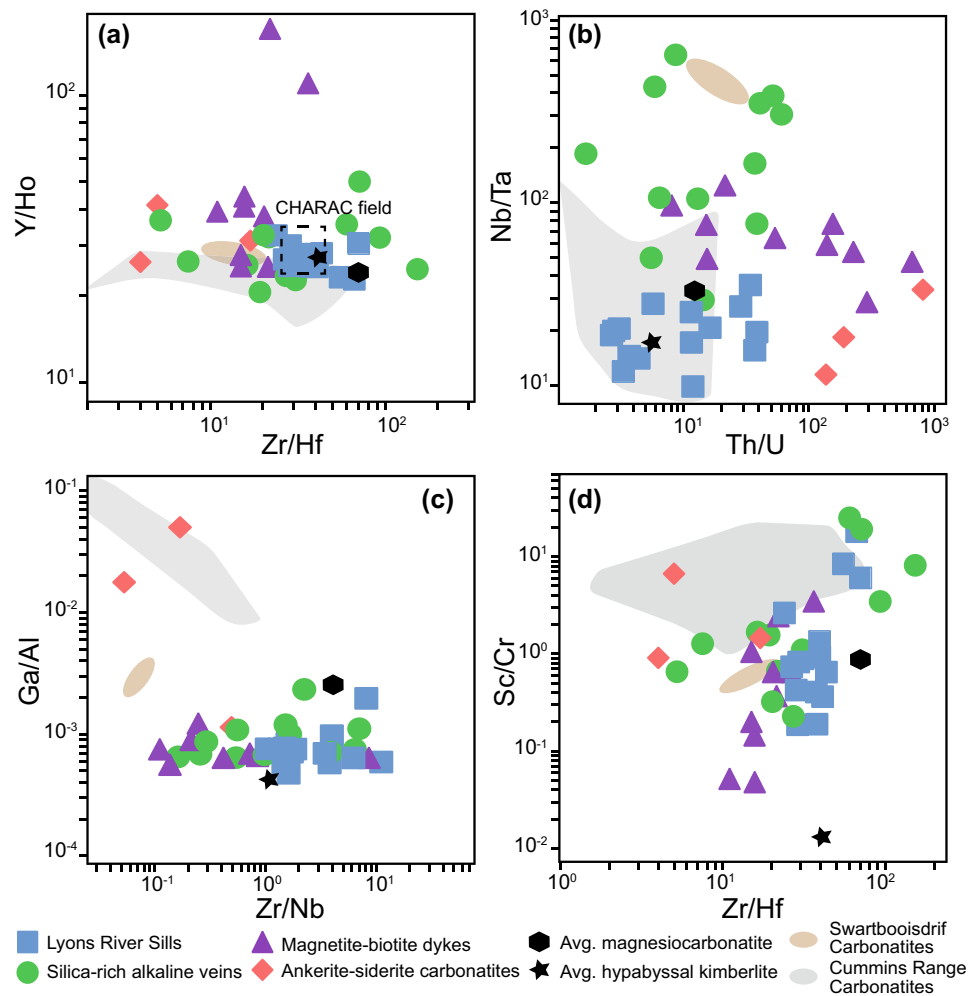 (a)
Y/Ho
10²
10¹
CHARAC field
10¹
10²
Zr/Hf
(b)
Nb/Ta
10³
10²
10¹
10¹
10²
10³
Th/U
(c)
Ga/Al
10⁻¹
10⁻²
10⁻³
10⁻⁴
10⁻¹
10⁰
10¹
Zr/Nb
(d)
Sc/Cr
10¹
10⁰
10⁻¹
10⁻²
10⁰
10¹
10²
Zr/Hf
Lyons River Sills
Silica-rich alkaline veins
Magnetite-biotite dykes
Ankerite-siderite carbonatites
Avg. magnesiocarbonatite
Avg. hypabyssal kimberlite
Swartbooisdrif
Carbonatites
Cummins Range
Carbonatites